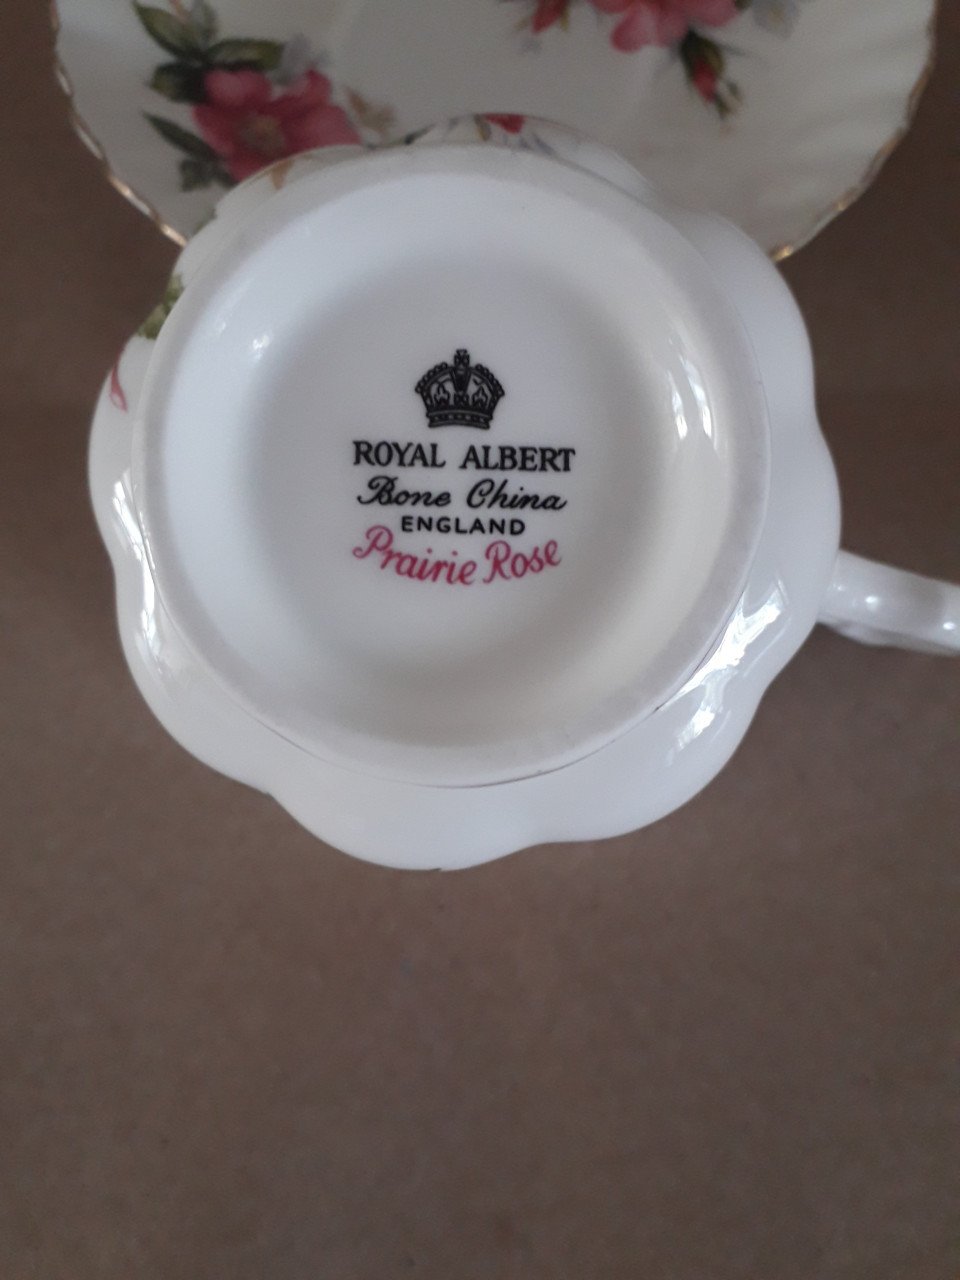 ROYAL ALBERT
Bone China
ENGLAND
Prairie Rose